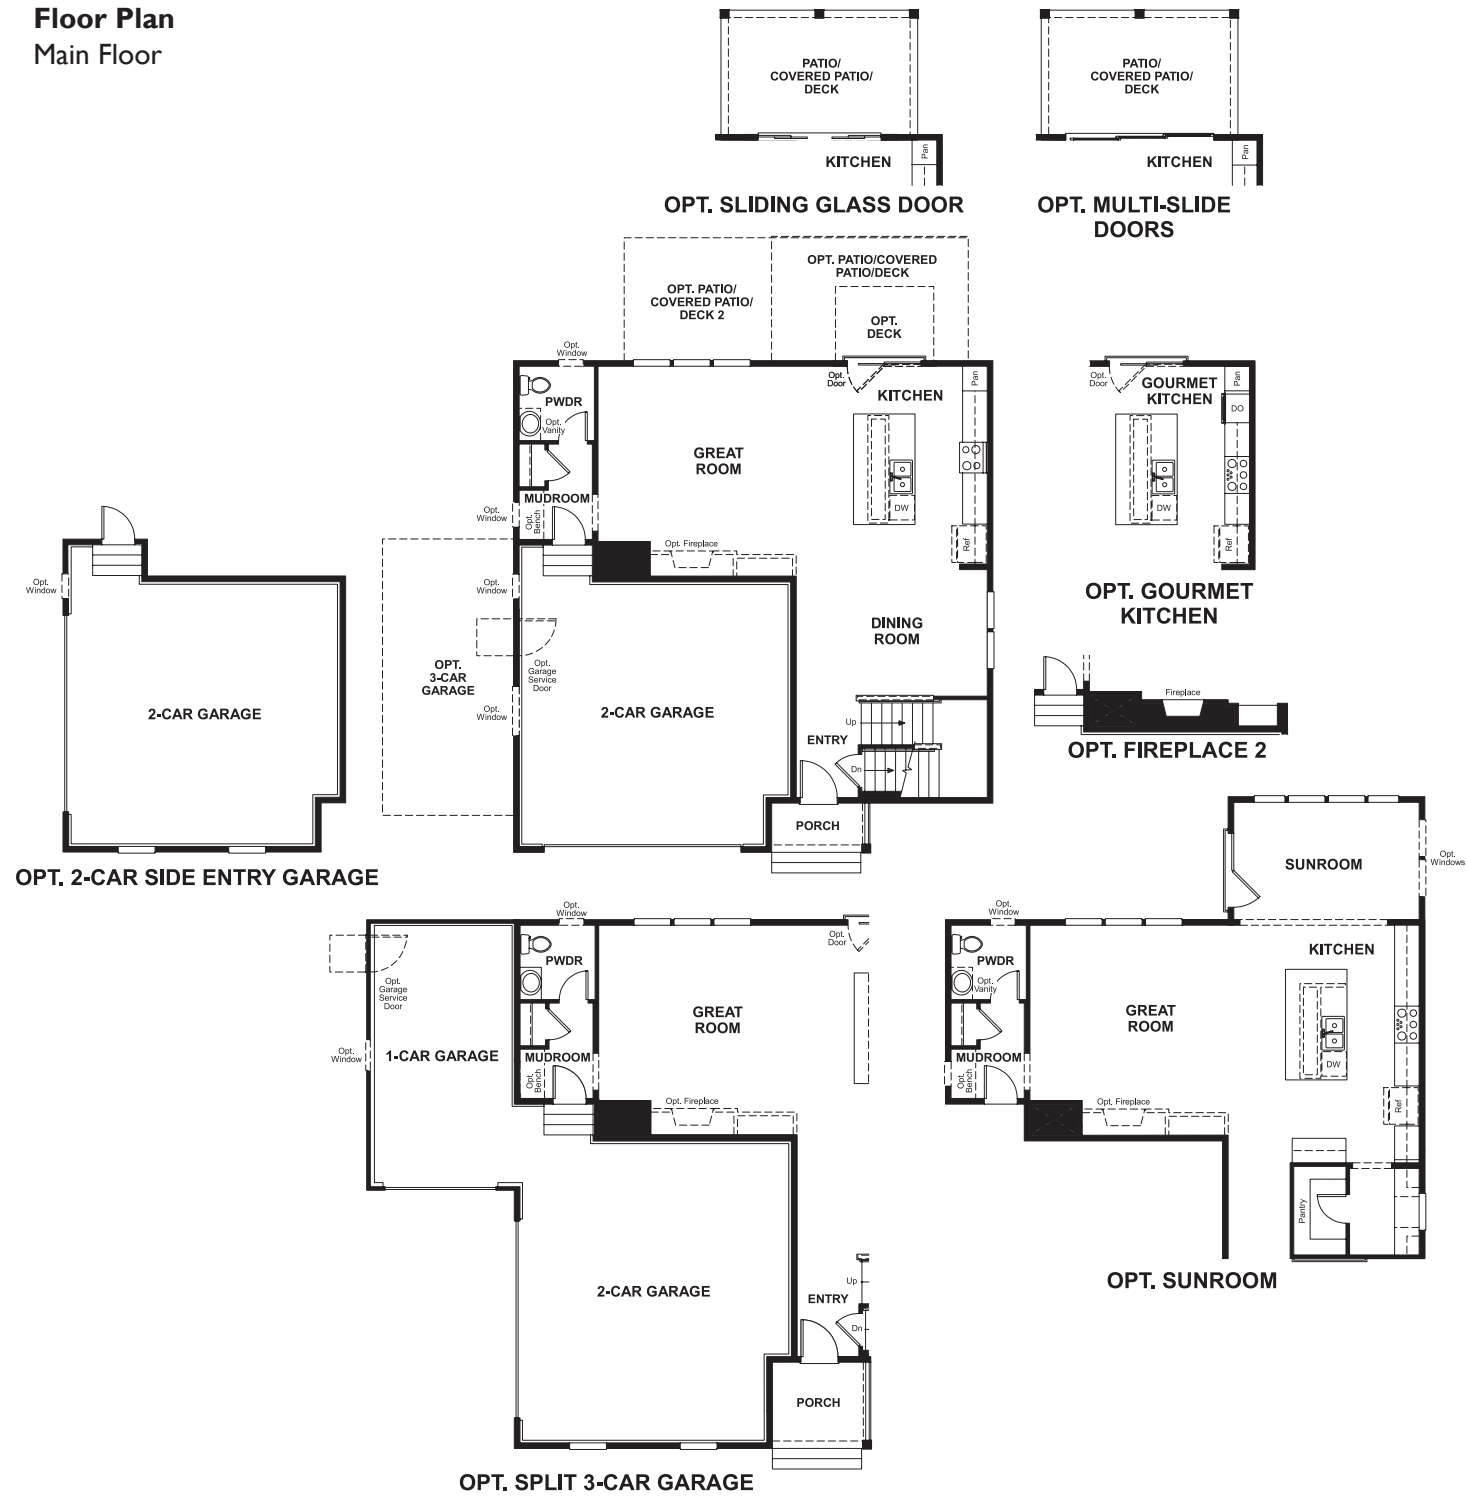 Floor Plan
Main Floor
PATIO/
COVERED PATIO/
DECK
KITCHEN
Pan
OPT. SLIDING GLASS DOOR
PATIO/
COVERED PATIO/
DECK
KITCHEN
Pan
OPT. MULTI-SLIDE
DOORS
OPT. PATIO/
COVERED PATIO/
DECK 2
OPT. PATIO/COVERED
PATIO/DECK
OPT.
DECK
Opt.
Window
Opt.
Door
KITCHEN
Pan
PWDR
Opt.
Vanity
GREAT
ROOM
DW
MUDROOM
Opt.
Window
Opt.
Bench
Opt. Fireplace
Ref
Opt.
Window
OPT.
3-CAR
GARAGE
Opt.
Garage
Service
Door
Opt.
Window
2-CAR GARAGE
DINING
ROOM
Up
ENTRY
Dn
PORCH
Opt.
Door
GOURMET
KITCHEN
Pan
DO
DW
Ref
OPT. GOURMET
KITCHEN
Fireplace
OPT. FIREPLACE 2
Opt.
Window
2-CAR GARAGE
OPT. 2-CAR SIDE ENTRY GARAGE
Opt.
Window
Opt.
Door
PWDR
Opt.
Garage
Service
Door
GREAT
ROOM
Opt.
Window
1-CAR GARAGE
MUDROOM
Opt.
Bench
Opt. Fireplace
2-CAR GARAGE
Up
ENTRY
Dn
PORCH
OPT. SPLIT 3-CAR GARAGE
SUNROOM
Opt.
Windows
Opt.
Window
KITCHEN
PWDR
Opt.
Vanity
GREAT
ROOM
MUDROOM
Opt.
Bench
DW
Opt. Fireplace
Ref
Pantry
OPT. SUNROOM